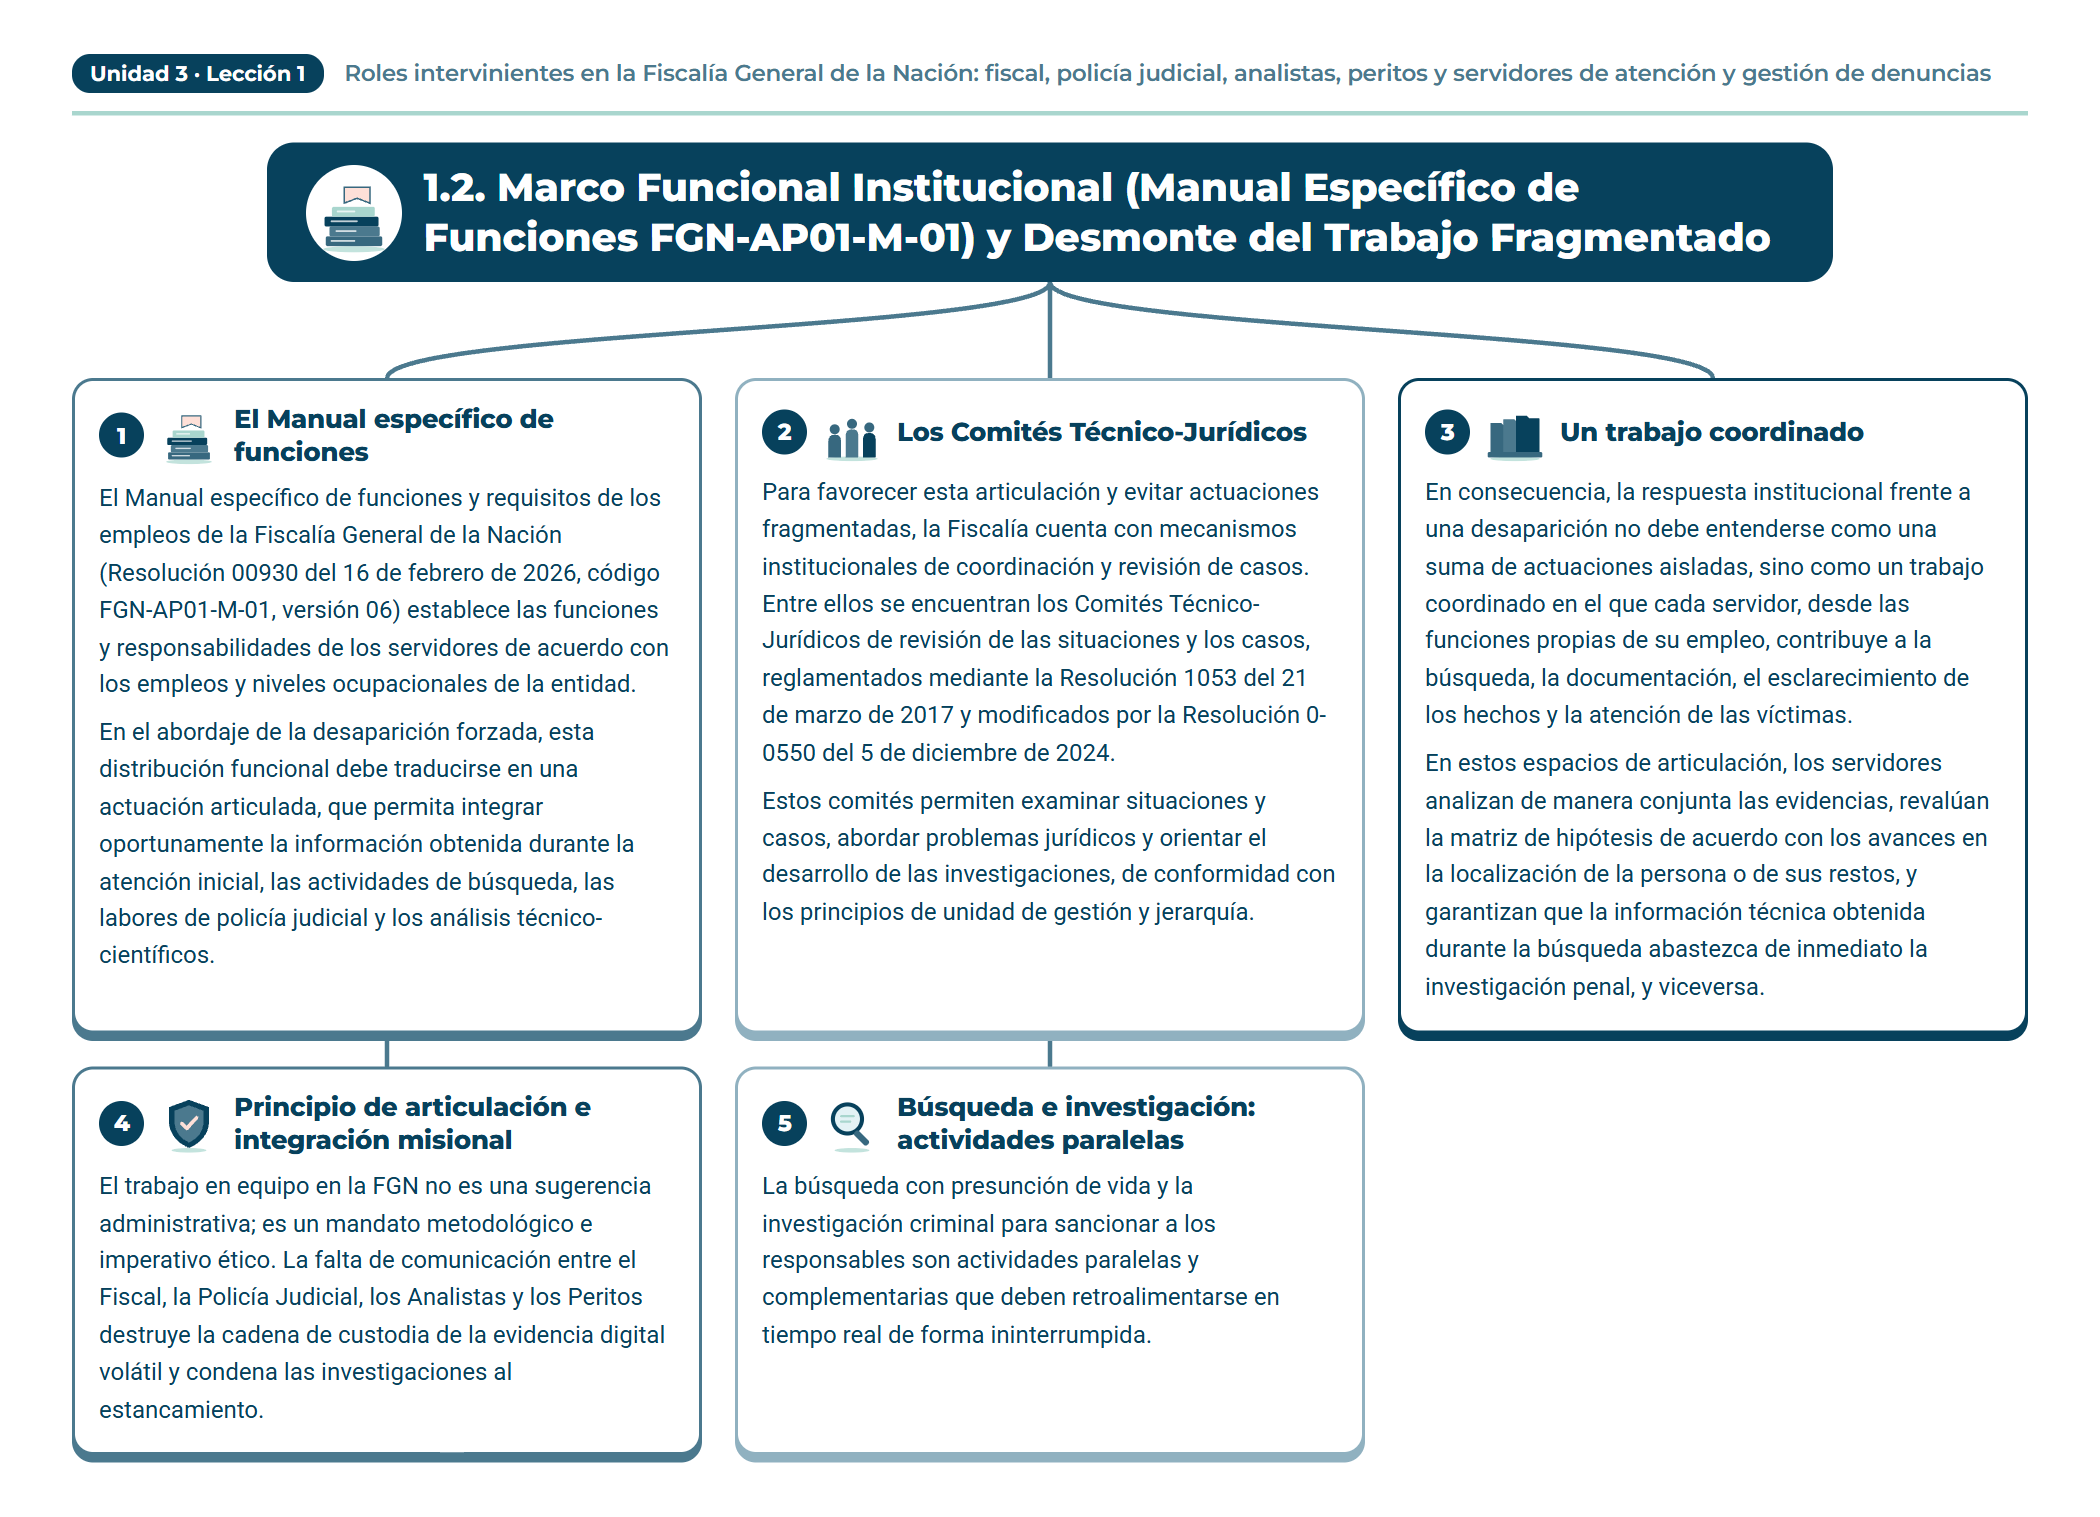 Unidad 3 · Lección 1
Roles intervinientes en la Fiscalía General de la Nación: fiscal, policía judicial, analistas, peritos y servidores de atención y gestión de denuncias
1.2. Marco Funcional Institucional (Manual Específico de
Funciones FGN-AP01-M-01) y Desmonte del Trabajo Fragmentado
1
El Manual específico de
funciones
El Manual específico de funciones y requisitos de los
empleos de la Fiscalía General de la Nación
(Resolución 00930 del 16 de febrero de 2026, código
FGN-AP01-M-01, versión 06) establece las funciones
y responsabilidades de los servidores de acuerdo con
los empleos y niveles ocupacionales de la entidad.
En el abordaje de la desaparición forzada, esta
distribución funcional debe traducirse en una
actuación articulada, que permita integrar
oportunamente la información obtenida durante la
atención inicial, las actividades de búsqueda, las
labores de policía judicial y los análisis técnico-
científicos.
2
Los Comités Técnico-Jurídicos
Para favorecer esta articulación y evitar actuaciones
fragmentadas, la Fiscalía cuenta con mecanismos
institucionales de coordinación y revisión de casos.
Entre ellos se encuentran los Comités Técnico-
Jurídicos de revisión de las situaciones y los casos,
reglamentados mediante la Resolución 1053 del 21
de marzo de 2017 y modificados por la Resolución 0-
0550 del 5 de diciembre de 2024.
Estos comités permiten examinar situaciones y
casos, abordar problemas jurídicos y orientar el
desarrollo de las investigaciones, de conformidad con
los principios de unidad de gestión y jerarquía.
3
Un trabajo coordinado
En consecuencia, la respuesta institucional frente a
una desaparición no debe entenderse como una
suma de actuaciones aisladas, sino como un trabajo
coordinado en el que cada servidor, desde las
funciones propias de su empleo, contribuye a la
búsqueda, la documentación, el esclarecimiento de
los hechos y la atención de las víctimas.
En estos espacios de articulación, los servidores
analizan de manera conjunta las evidencias, revalúan
la matriz de hipótesis de acuerdo con los avances en
la localización de la persona o de sus restos, y
garantizan que la información técnica obtenida
durante la búsqueda abastezca de inmediato la
investigación penal, y viceversa.
4
Principio de articulación e
integración misional
El trabajo en equipo en la FGN no es una sugerencia
administrativa; es un mandato metodológico e
imperativo ético. La falta de comunicación entre el
Fiscal, la Policía Judicial, los Analistas y los Peritos
destruye la cadena de custodia de la evidencia digital
volátil y condena las investigaciones al
estancamiento.
5
Búsqueda e investigación:
actividades paralelas
La búsqueda con presunción de vida y la
investigación criminal para sancionar a los
responsables son actividades paralelas y
complementarias que deben retroalimentarse en
tiempo real de forma ininterrumpida.